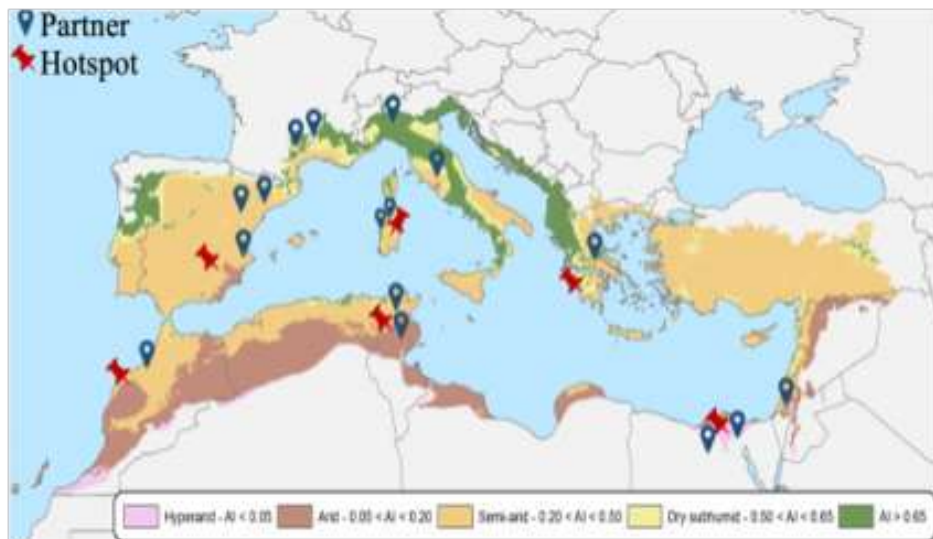 Partner
Hotspot
Hyperarid - AI < 0.05
Arid - 0.05 < AI < 0.20
Semi-arid - 0.20 < AI < 0.50
Dry subhumid - 0.50 < AI < 0.65
AI > 0.65